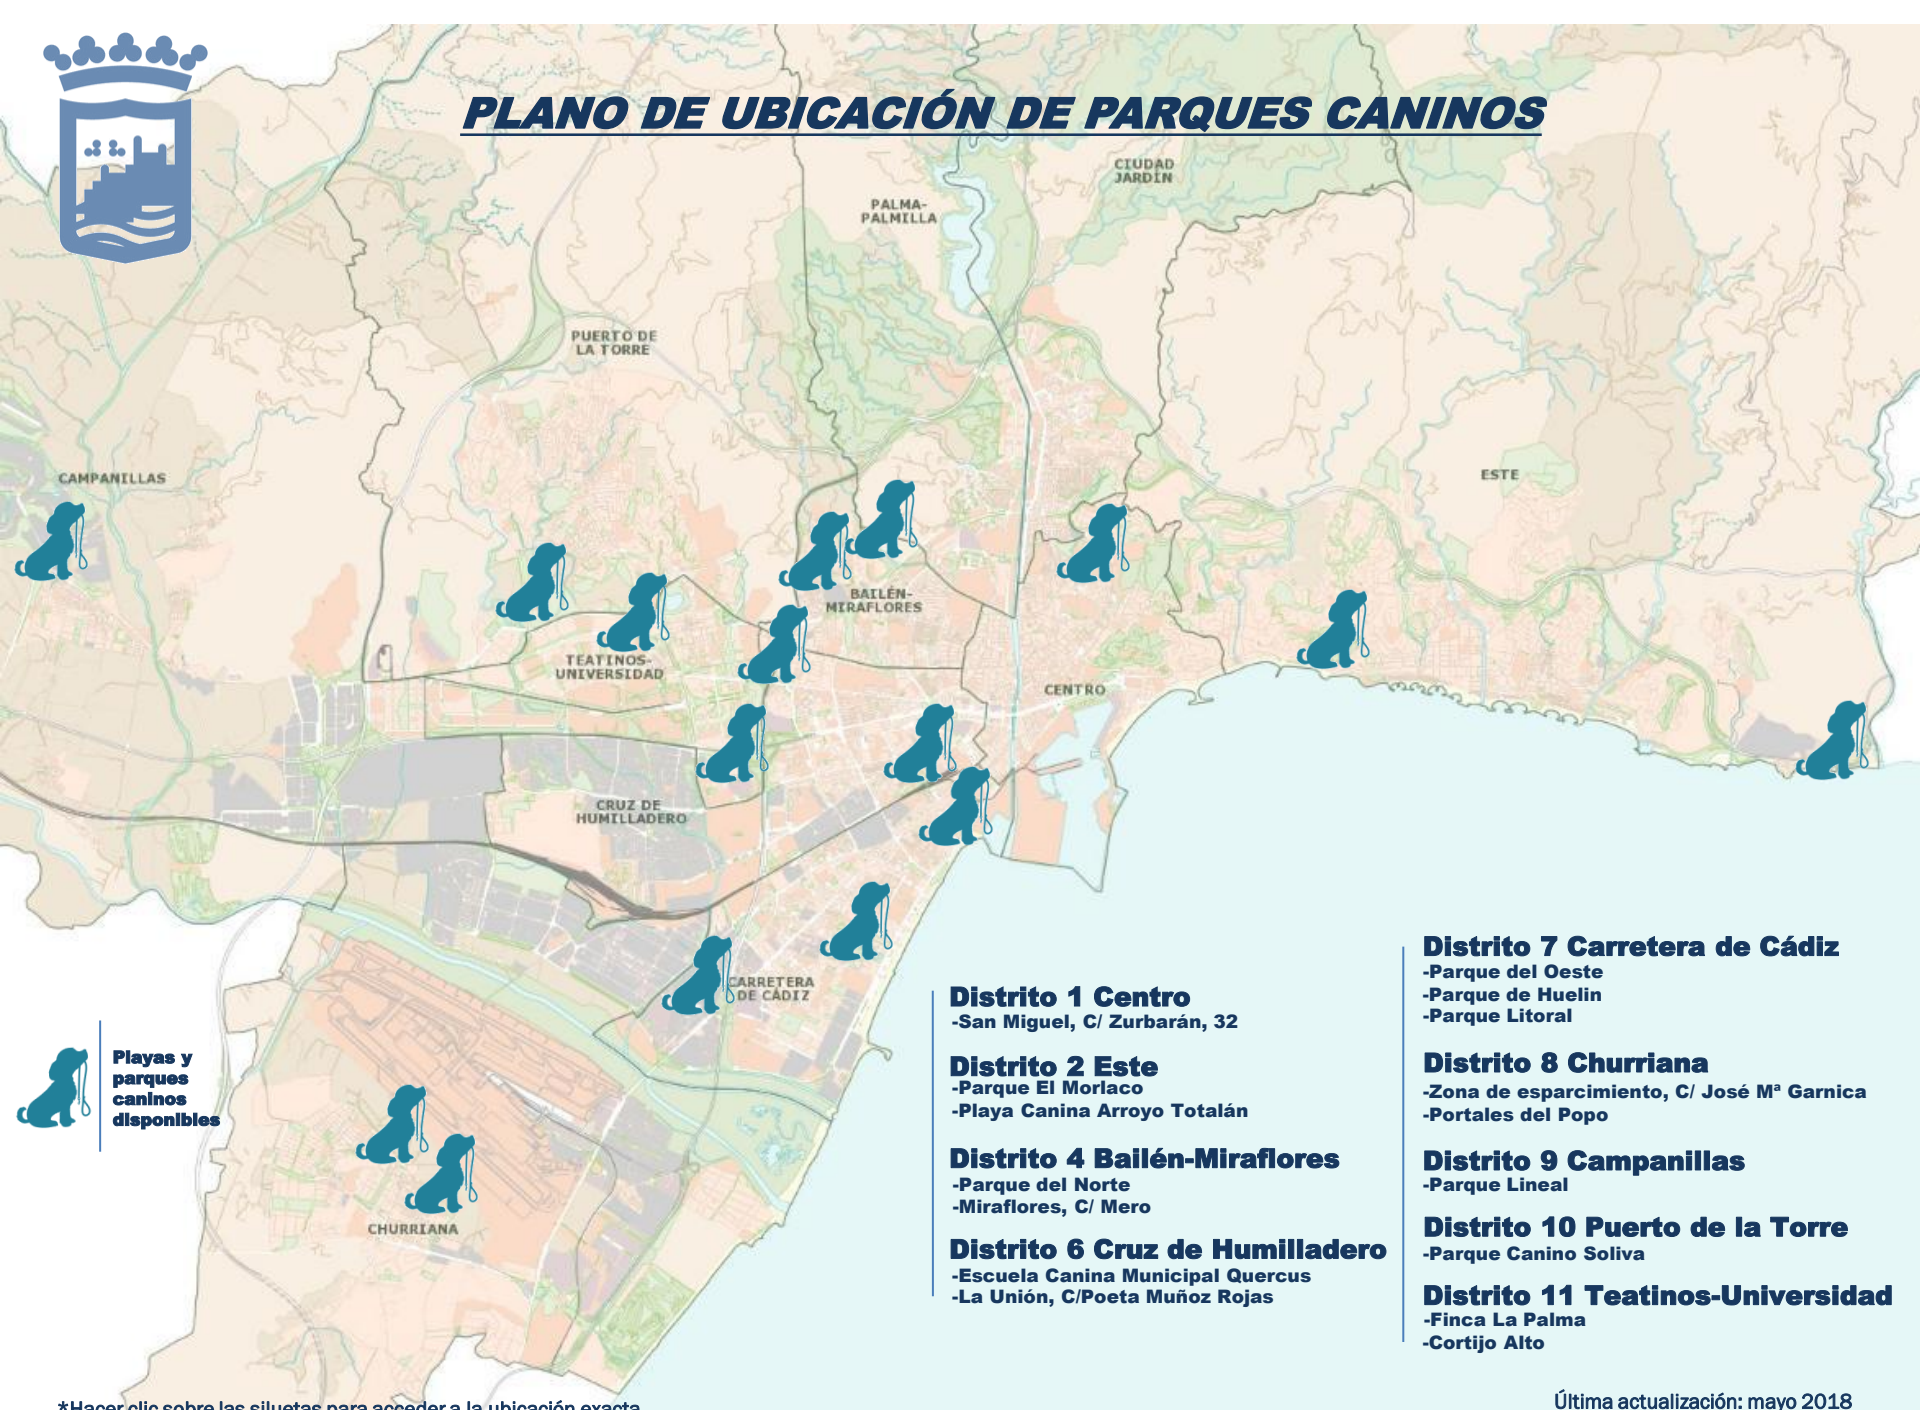 PLANO DE UBICACIÓN DE PARQUES CANINOS
CIUDAD
JARDIN
PALMA-
PALMILLA
PUERTO DE
LA TORRE
CAMPANILLAS
ESTE
BAILÉN-
MIRAFLORES
TEATINOS-
UNIVERSIDAD
CENTRO
CRUZ DE
HUMILLADERO
CARRETERA
DE CÁDIZ
CHURRIANA
Playas y
parques
caninos
disponibles
Distrito 1 Centro
-San Miguel, C/ Zurbarán, 32
Distrito 2 Este
-Parque El Morlaco
-Playa Canina Arroyo Totalán
Distrito 4 Bailén-Miraflores
-Parque del Norte
-Miraflores, C/ Mero
Distrito 6 Cruz de Humilladero
-Escuela Canina Municipal Quercus
-La Unión, C/Poeta Muñoz Rojas
Distrito 7 Carretera de Cádiz
-Parque del Oeste
-Parque de Huelin
-Parque Litoral
Distrito 8 Churriana
-Zona de esparcimiento, C/ José Mª Garnica
-Portales del Popo
Distrito 9 Campanillas
-Parque Lineal
Distrito 10 Puerto de la Torre
-Parque Canino Soliva
Distrito 11 Teatinos-Universidad
-Finca La Palma
-Cortijo Alto
*Hacer clic sobre las siluetas para acceder a la ubicación exacta
Última actualización: mayo 2018